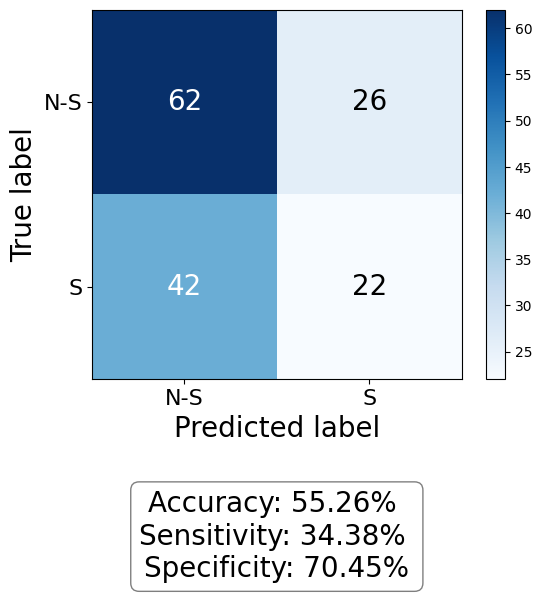 60
55
50
45
40
35
30
25
True label
N-S
62
26
S
42
22
N-S
S
Predicted label
Accuracy: 55.26%
Sensitivity: 34.38%
Specificity: 70.45%